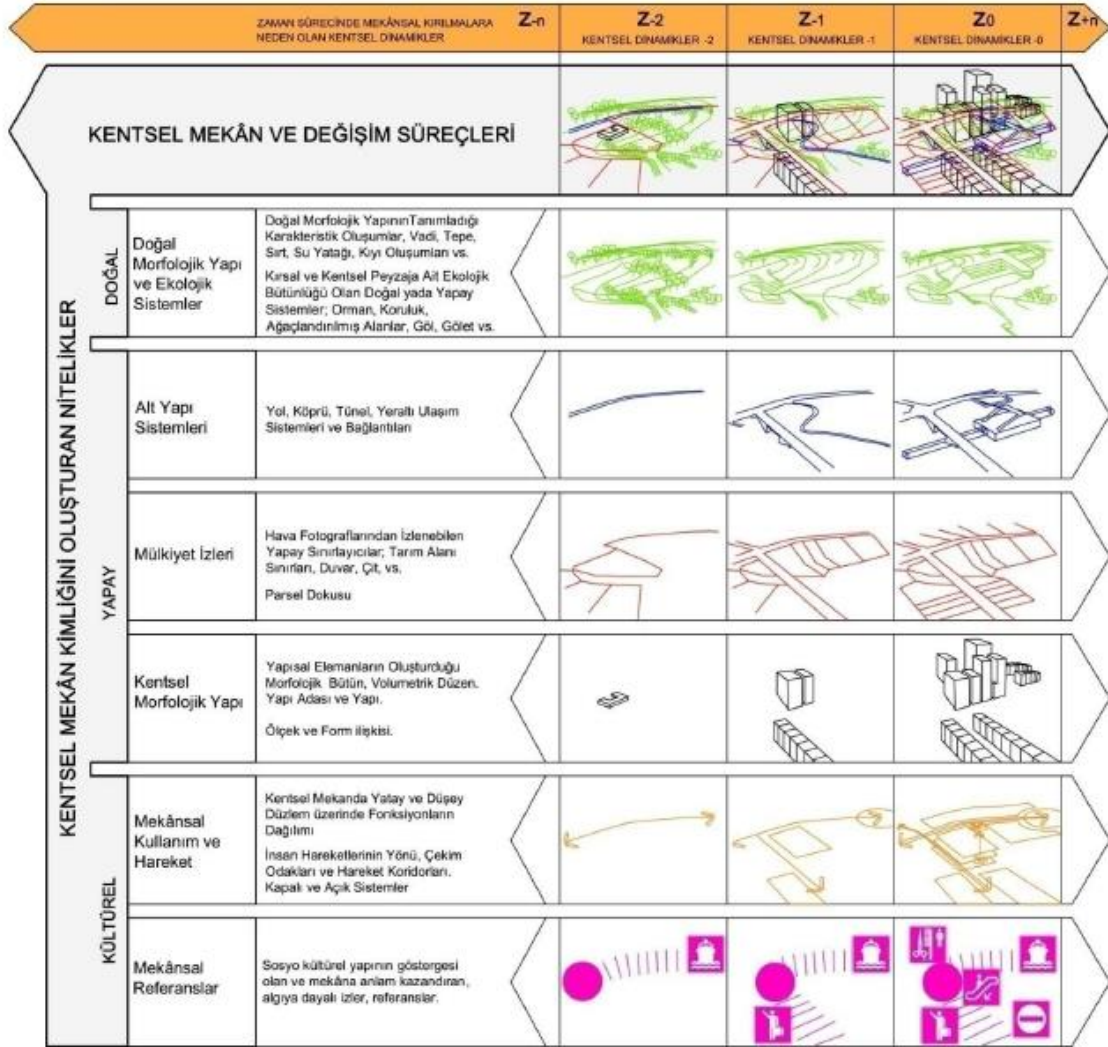 ZAMAN SÜRECİNDE MEKÂNSAL KIRILMALARA
NEDEN OLAN KENTSEL DİNAMİKLER
Z-n
Z-2
KENTSEL DİNAMİKLER -2
Z-1
KENTSEL DİNAMİKLER -1
Z0
KENTSEL DİNAMİKLER -0
Z+n
KENTSEL MEKÂN VE DEĞİŞİM SÜREÇLERİ
KENTSEL MEKÂN KİMLİĞİNİ OLUŞTURAN NİTELİKLER
DOĞAL
Doğal
Morfolojik Yapı
ve Ekolojik
Sistemler
Doğal Morfolojik YapınınTanımladığı
Karakteristik Oluşumlar, Vadi, Tepe,
Sırt, Su Yatağı, Kıyı Oluşumları vs.
Kırsal ve Kentsel Peyzaja Ait Ekolojik
Bütünlüğü Olan Doğal yada Yapay
Sistemler; Orman, Koruluk,
Ağaçlandırılmış Alanlar, Göl, Gölet vs.
YAPAY
Alt Yapı
Sistemleri
Yol, Köprü, Tünel, Yeraltı Ulaşım
Sistemleri ve Bağlantıları
Mülkiyet İzleri
Hava Fotograflarından İzlenebilen
Yapay Sınırlayıcılar; Tarım Alanı
Sınırları, Duvar, Çit, vs.
Parsel Dokusu
Kentsel
Morfolojik Yapı
Yapısal Elemanların Oluşturduğu
Morfolojik Bütün, Volumetrik Düzen.
Yapı Adası ve Yapı.
Ölçek ve Form ilişkisi.
KÜLTÜREL
Mekânsal
Kullanım ve
Hareket
Kentsel Mekanda Yatay ve Düşey
Düzlem üzerinde Fonksiyonların
Dağılımı
İnsan Hareketlerinin Yönü, Çekim
Odakları ve Hareket Koridorları.
Kapalı ve Açık Sistemler
Mekânsal
Referanslar
Sosyo kültürel yapının göstergesi
olan ve mekâna anlam kazandıran,
algıya dayalı izler, referanslar.